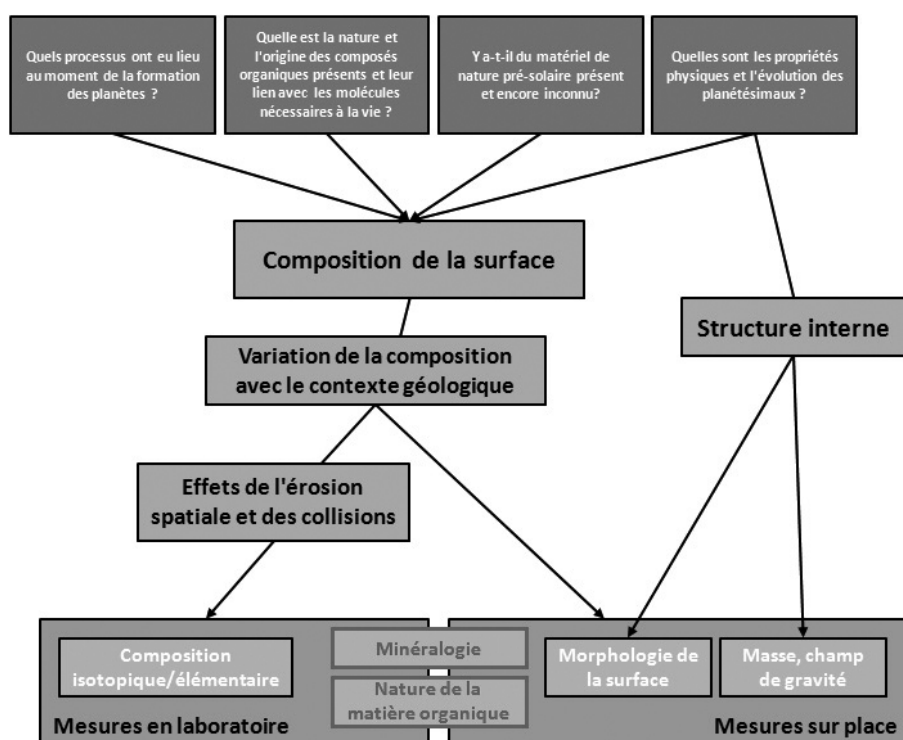 Quels processus ont eu lieu
au moment de la formation
des planètes ?
Quelle est la nature et
l'origine des composés
organiques présents et leur
lien avec les molécules
nécessaires à la vie ?
Y a-t-il du matériel de
nature pré-solaire présent
et encore inconnu?
Quelles sont les propriétés
physiques et l'évolution des
planétésimaux ?
Composition de la surface
Structure interne
Variation de la composition
avec le contexte géologique
Effets de l'érosion
spatiale et des collisions
Composition
isotopique/élémentaire
Mesures en laboratoire
Minéralogie
Nature de la
matière organique
Morphologie de
la surface
Masse, champ
de gravité
Mesures sur place